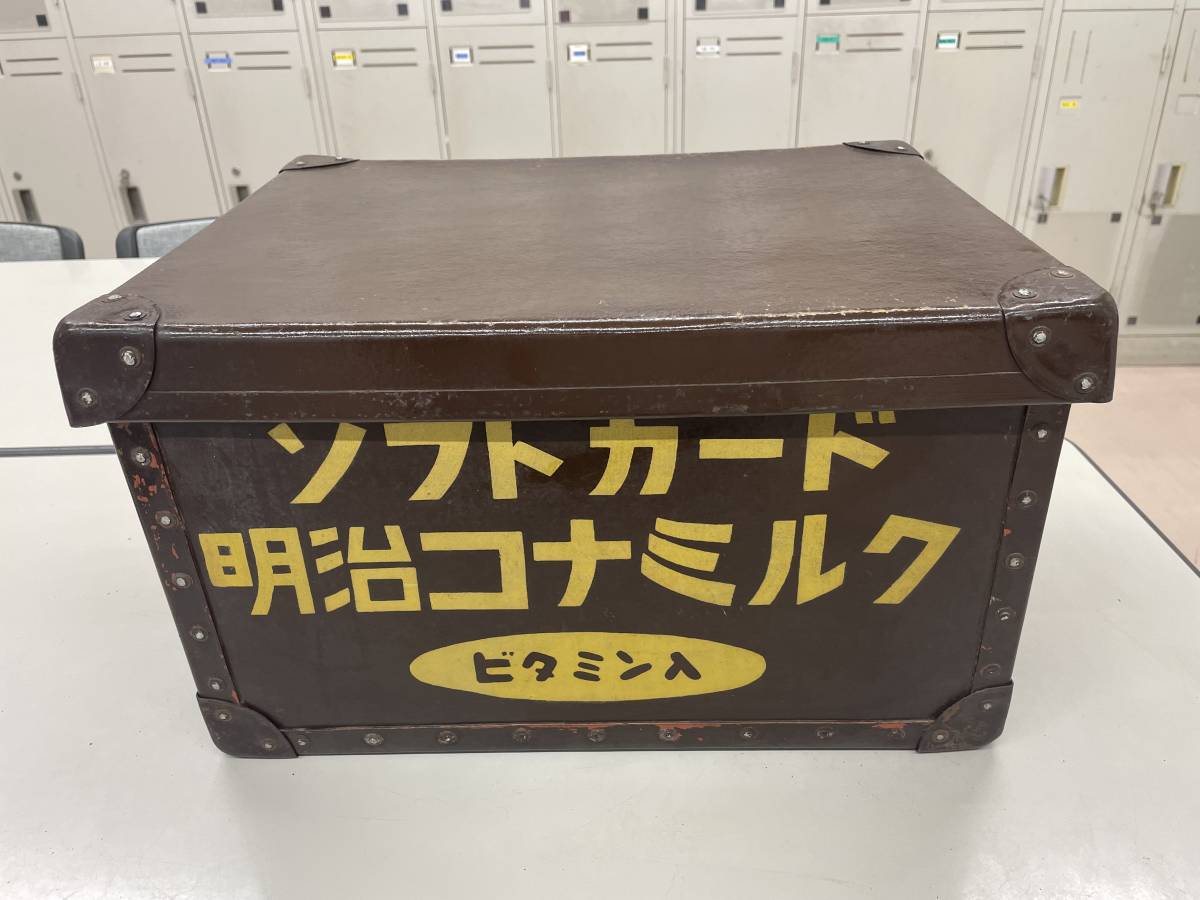 ソフトカード
明治コナミルク
ビタミン入